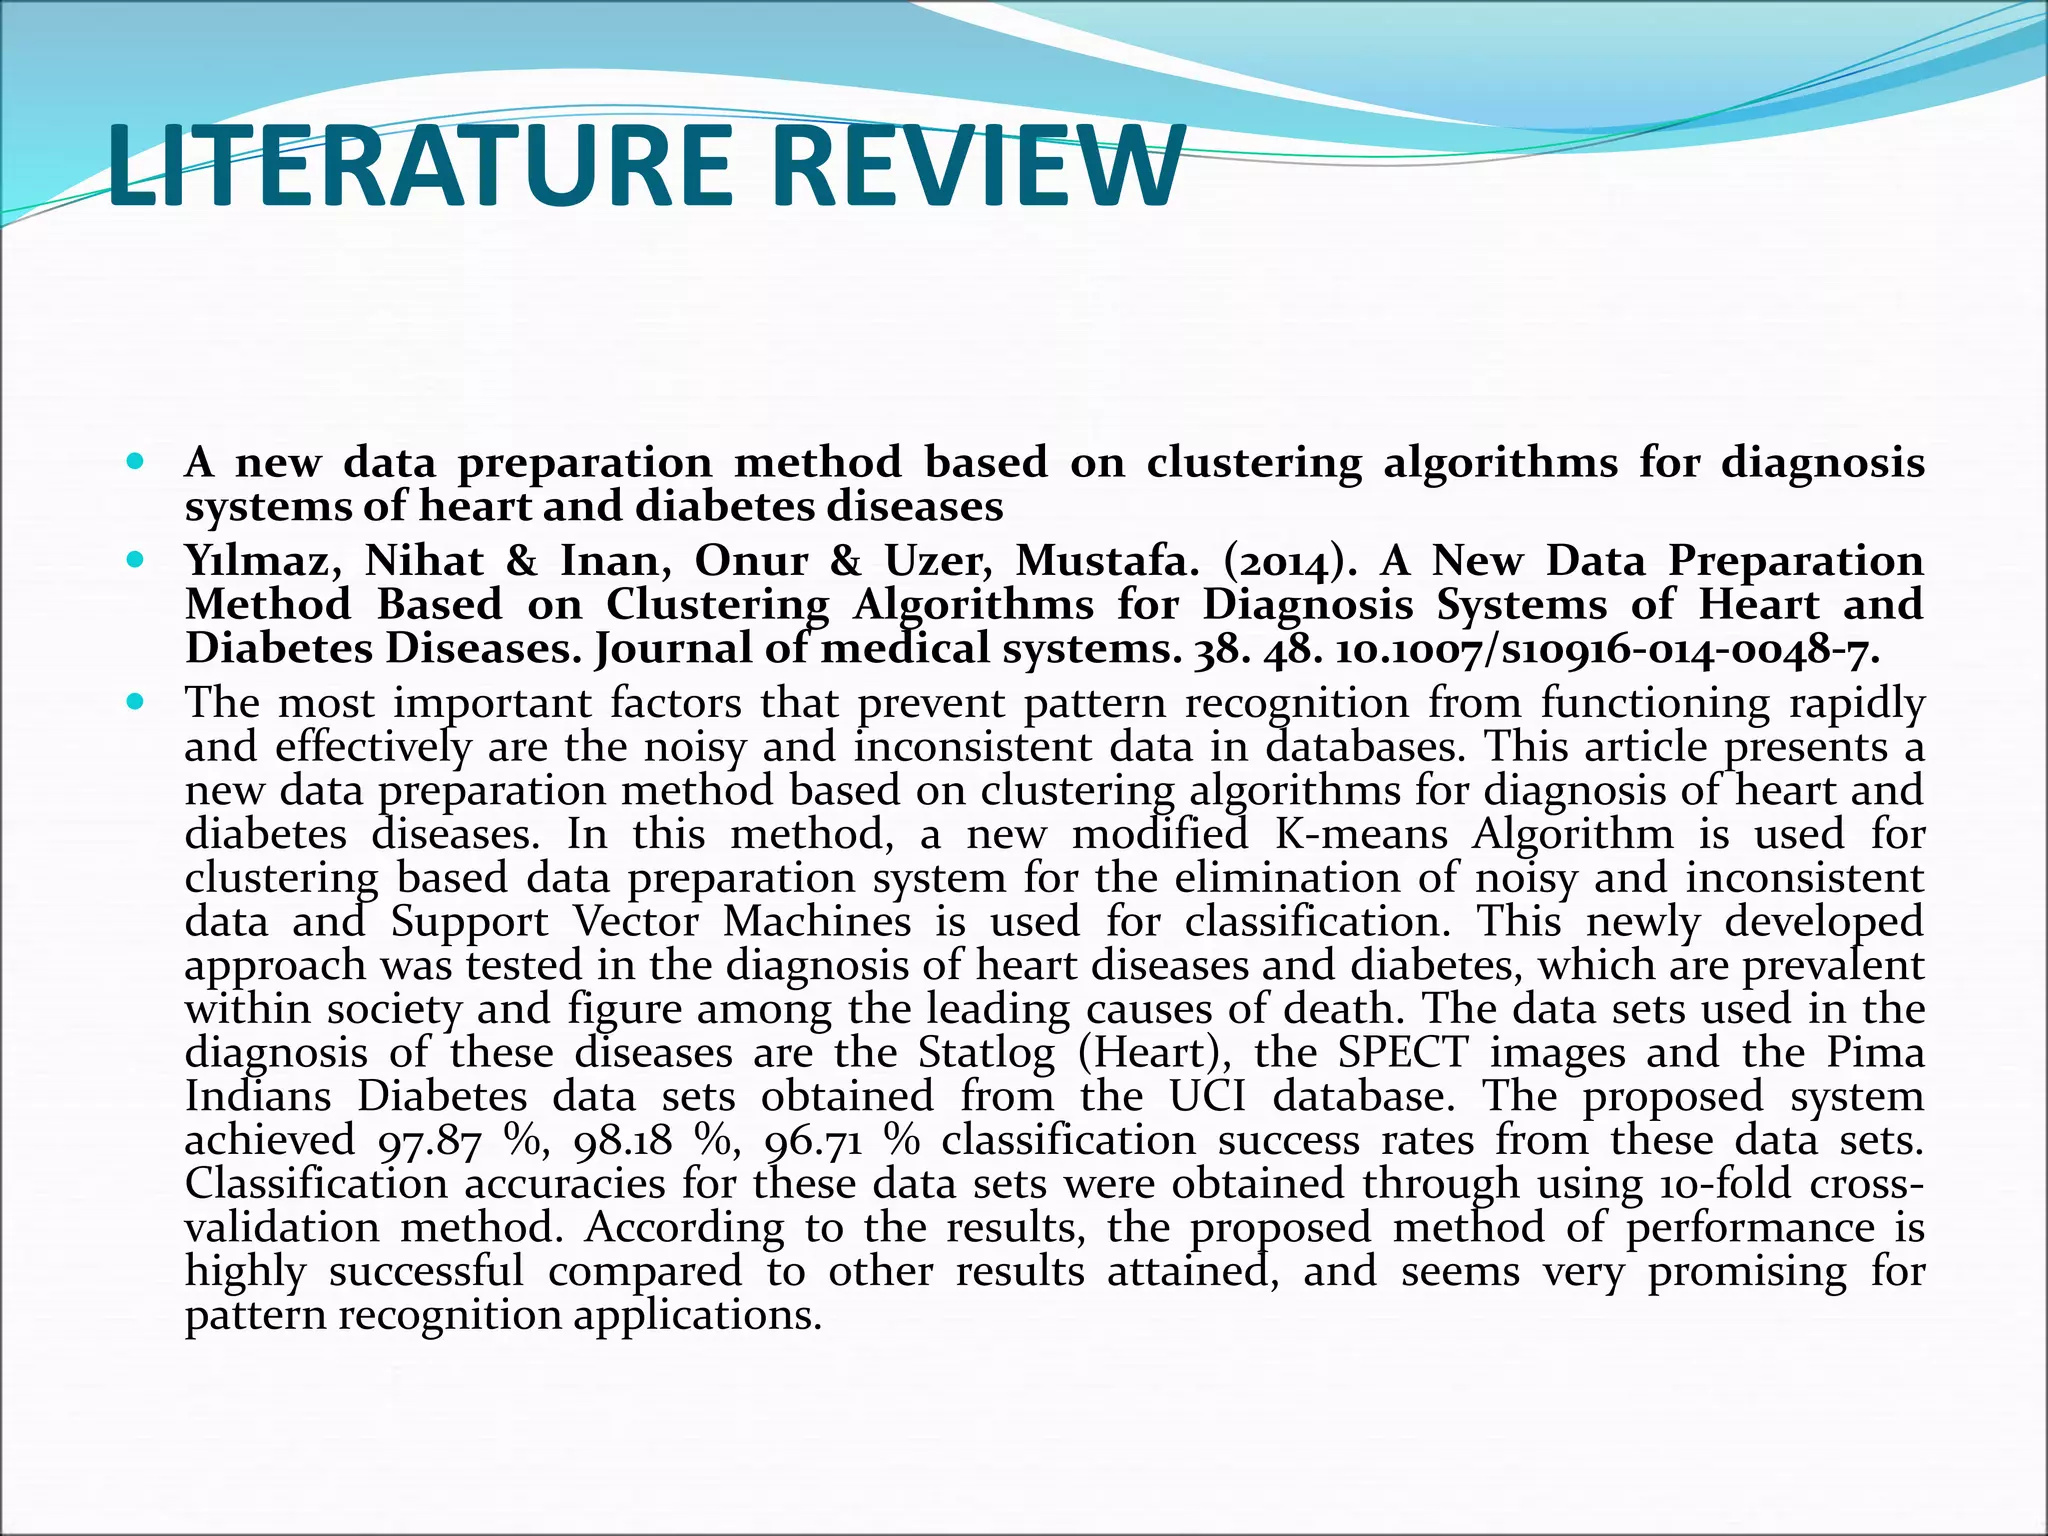 LITERATURE REVIEW
• A new data preparation method based on clustering algorithms for diagnosis
systems of heart and diabetes diseases
• Yılmaz, Nihat & Inan, Onur & Uzer, Mustafa. (2014). A New Data Preparation
Method Based on Clustering Algorithms for Diagnosis Systems of Heart and
Diabetes Diseases. Journal of medical systems. 38. 48. 10.1007/s10916-014-0048-7.
• The most important factors that prevent pattern recognition from functioning rapidly
and effectively are the noisy and inconsistent data in databases. This article presents a
new data preparation method based on clustering algorithms for diagnosis of heart and
diabetes diseases. In this method, a new modified K-means Algorithm is used for
clustering based data preparation system for the elimination of noisy and inconsistent
data and Support Vector Machines is used for classification. This newly developed
approach was tested in the diagnosis of heart diseases and diabetes, which are prevalent
within society and figure among the leading causes of death. The data sets used in the
diagnosis of these diseases are the Statlog (Heart), the SPECT images and the Pima
Indians Diabetes data sets obtained from the UCI database. The proposed system
achieved 97.87 %, 98.18 %, 96.71 % classification success rates from these data sets.
Classification accuracies for these data sets were obtained through using 10-fold cross-
validation method. According to the results, the proposed method of performance is
highly successful compared to other results attained, and seems very promising for
pattern recognition applications.